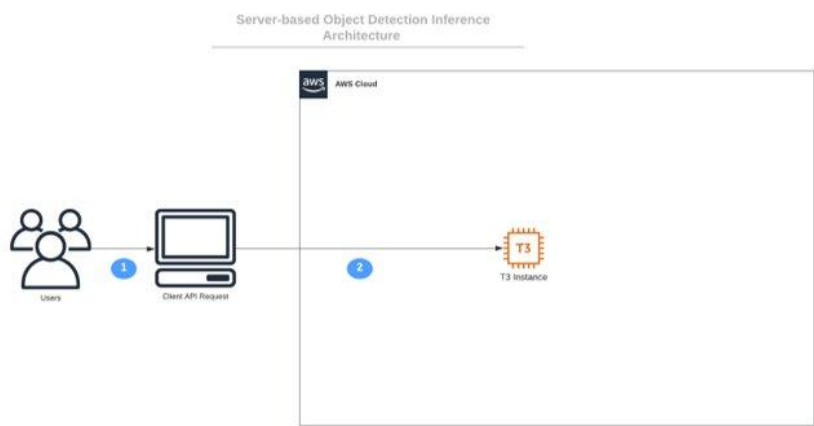 Server-based Object Detection Inference
Architecture
aws
AWS Cloud
1
2
T3
T3 Instance
Users
Client API Request